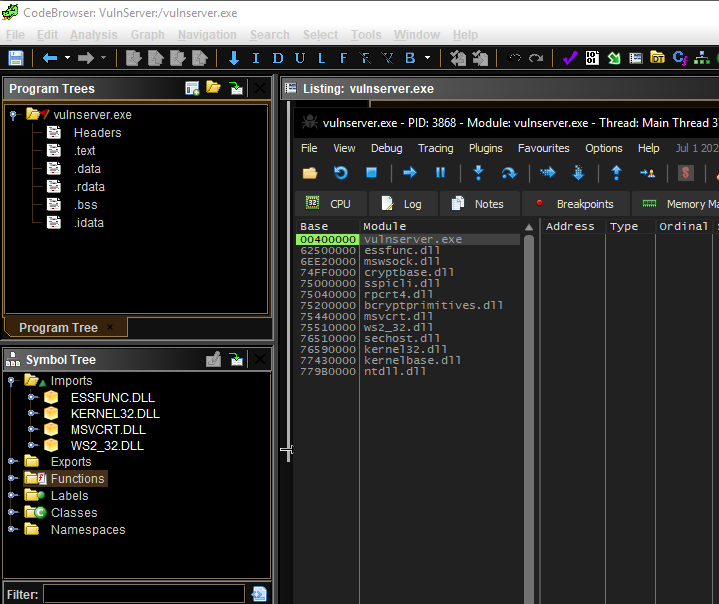 CodeBrowser: VulnServer:/vulnserver.exe
File Edit Analysis Graph Navigation Search Select Tools Window Help
I D U L F B
Program Trees
vulnserver.exe
Headers
.text
.data
.rdata
.bss
.idata
Program Tree ×
Symbol Tree
Imports
ESSFUNC.DLL
KERNEL32.DLL
MSVCRT.DLL
WS2_32.DLL
Exports
Functions
Labels
Classes
Namespaces
Filter:
Listing: vulnserver.exe
vulnserver.exe - PID: 3868 - Module: vulnserver.exe - Thread: Main Thread 3
File View Debug Tracing Plugins Favourites Options Help Jul 1 202
CPU Log Notes Breakpoints Memory Ma
Base Module Address Type Ordinal
00400000 vulnserver.exe
62500000 essfunc.dll
6EE20000 mswsock.dll
74FF0000 cryptbase.dll
75000000 sspicli.dll
75040000 rpcrt4.dll
75200000 bcryptprimitives.dll
75440000 msvcrt.dll
75510000 ws2_32.dll
76510000 sechost.dll
76590000 kernel32.dll
77430000 kernelbase.dll
779B0000 ntdll.dll